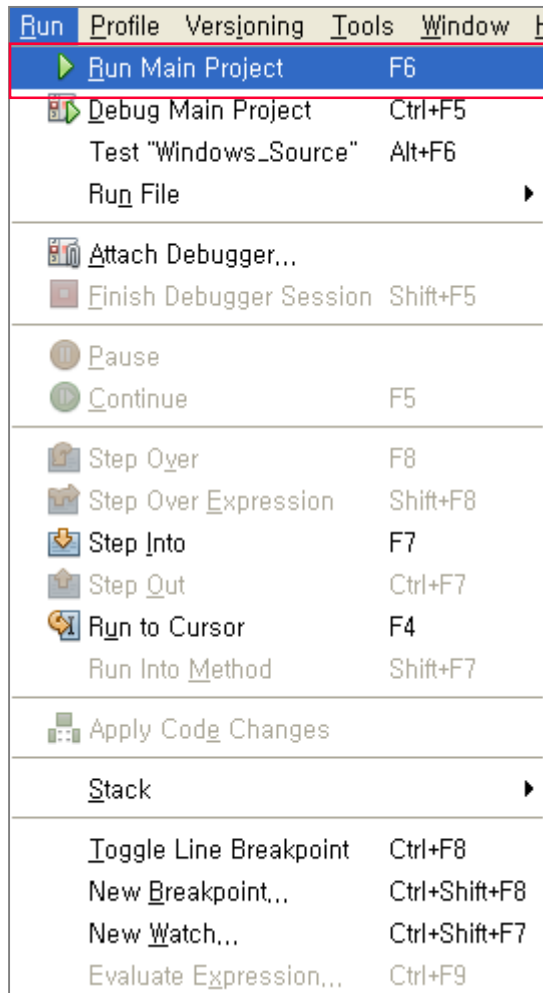 Run Profile Versioning Tools Window
Run Main Project F6
Debug Main Project Ctrl+F5
Test "Windows_Source" Alt+F6
Run File
Attach Debugger...
Finish Debugger Session Shift+F5
Pause
Continue F5
Step Over F8
Step Over Expression Shift+F8
Step Into F7
Step Out Ctrl+F7
Run to Cursor F4
Run Into Method Shift+F7
Apply Code Changes
Stack
Toggle Line Breakpoint Ctrl+F8
New Breakpoint... Ctrl+Shift+F8
New Watch... Ctrl+Shift+F7
Evaluate Expression... Ctrl+F9